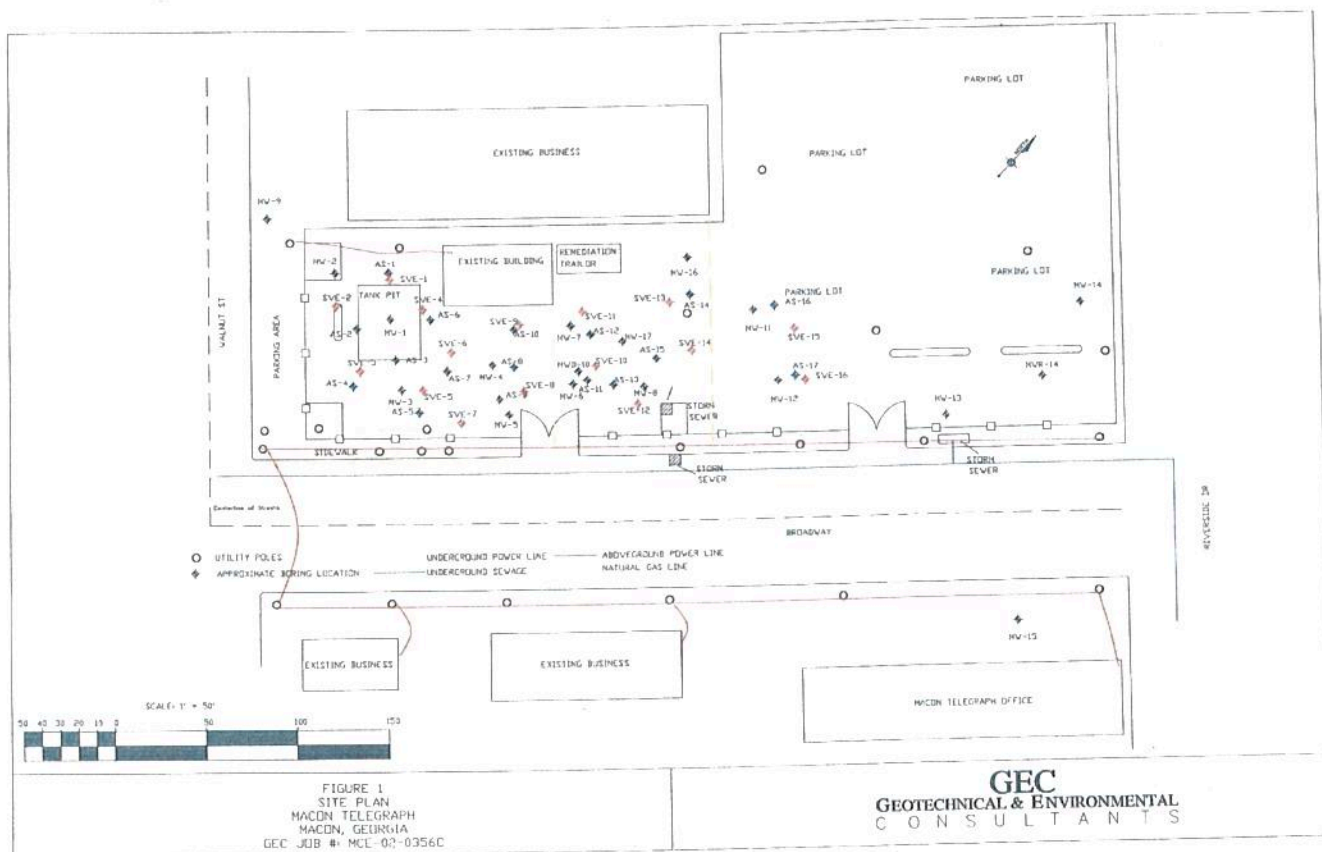 PARKING LOT
EXISTING BUSINESS
PARKING LOT
MW-9
MW-2
AS-1
SVE-1
EXISTING BUILDING
REMEDIATION
TRAILOR
MW-16
PARKING LOT
MW-14
SVE-2
TANK PIT
SVE-4
AS-6
MW-1
AS-2
SVE-9
AS-10
SVE-11
MW-7
AS-12
MW-17
SVE-13
AS-14
PARKING LOT
AS-16
MW-11
SVE-15
WALNUT ST
PARKING AREA
SVE-3
AS-3
SVE-6
AS-7
MW-4
AS-8
SVE-10
AS-15
SVE-14
AS-17
SVE-16
MW-12
MWR-14
AS-4
MW-3
SVE-5
AS-5
SVE-7
SVE-8
MW-5
MW-6
AS-11
AS-13
MW-8
SVE-12
STORM
SEWER
MW-13
SIDEWALK
STORM
SEWER
STORM
SEWER
Centerline of Streets
BROADWAY
RIVERSIDE DR
UTILITY POLES
UNDERGROUND POWER LINE
ABOVEGROUND POWER LINE
APPROXIMATE BORING LOCATION
UNDERGROUND SEWAGE
NATURAL GAS LINE
MW-15
EXISTING BUSINESS
EXISTING BUSINESS
MACON TELEGRAPH OFFICE
SCALE: 1" = 50'
50 40 30 20 15 0 50 100 150
FIGURE 1
SITE PLAN
MACON TELEGRAPH
MACON, GEORGIA
GEC JOB #: MCE-02-0356C
GEC
GEOTECHNICAL & ENVIRONMENTAL
CONSULTANTS